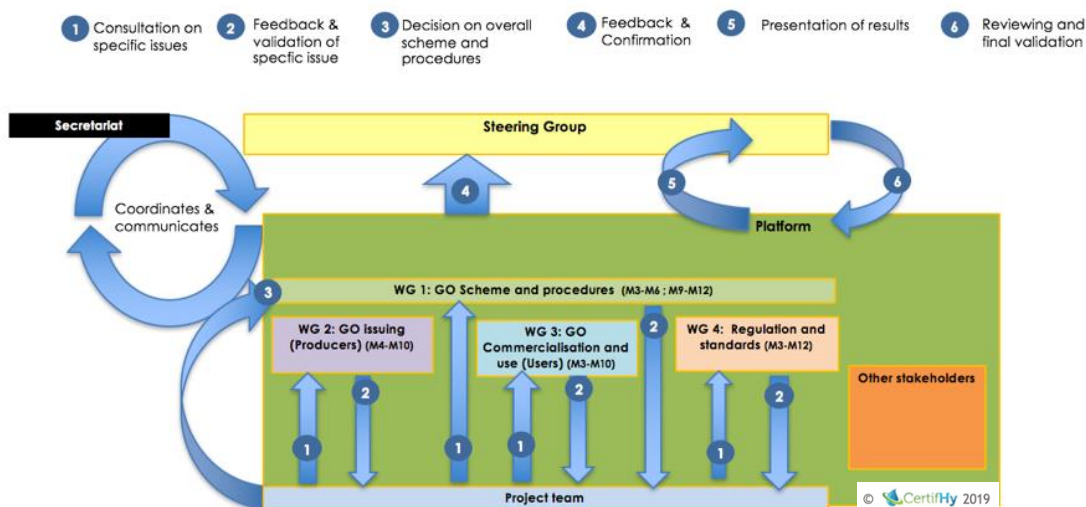 1 Consultation on
specific issues
2 Feedback &
validation of
specfic issue
3 Decision on overall
scheme and
procedures
4 Feedback &
Confirmation
5 Presentation of results
6 Reviewing and
final validation
Secretariat
Steering Group
4
5
6
Coordinates &
communicates
Platform
3
WG 1: GO Scheme and procedures (M3-M6 ; M9-M12)
WG 2: GO issuing
(Producers) (M4-M10)
WG 3: GO
Commercialisation and
use (Users) (M3-M10)
2
WG 4: Regulation and
standards (M3-M12)
Other stakeholders
2
2
2
1
1
1
1
Project team
© CertifHy 2019